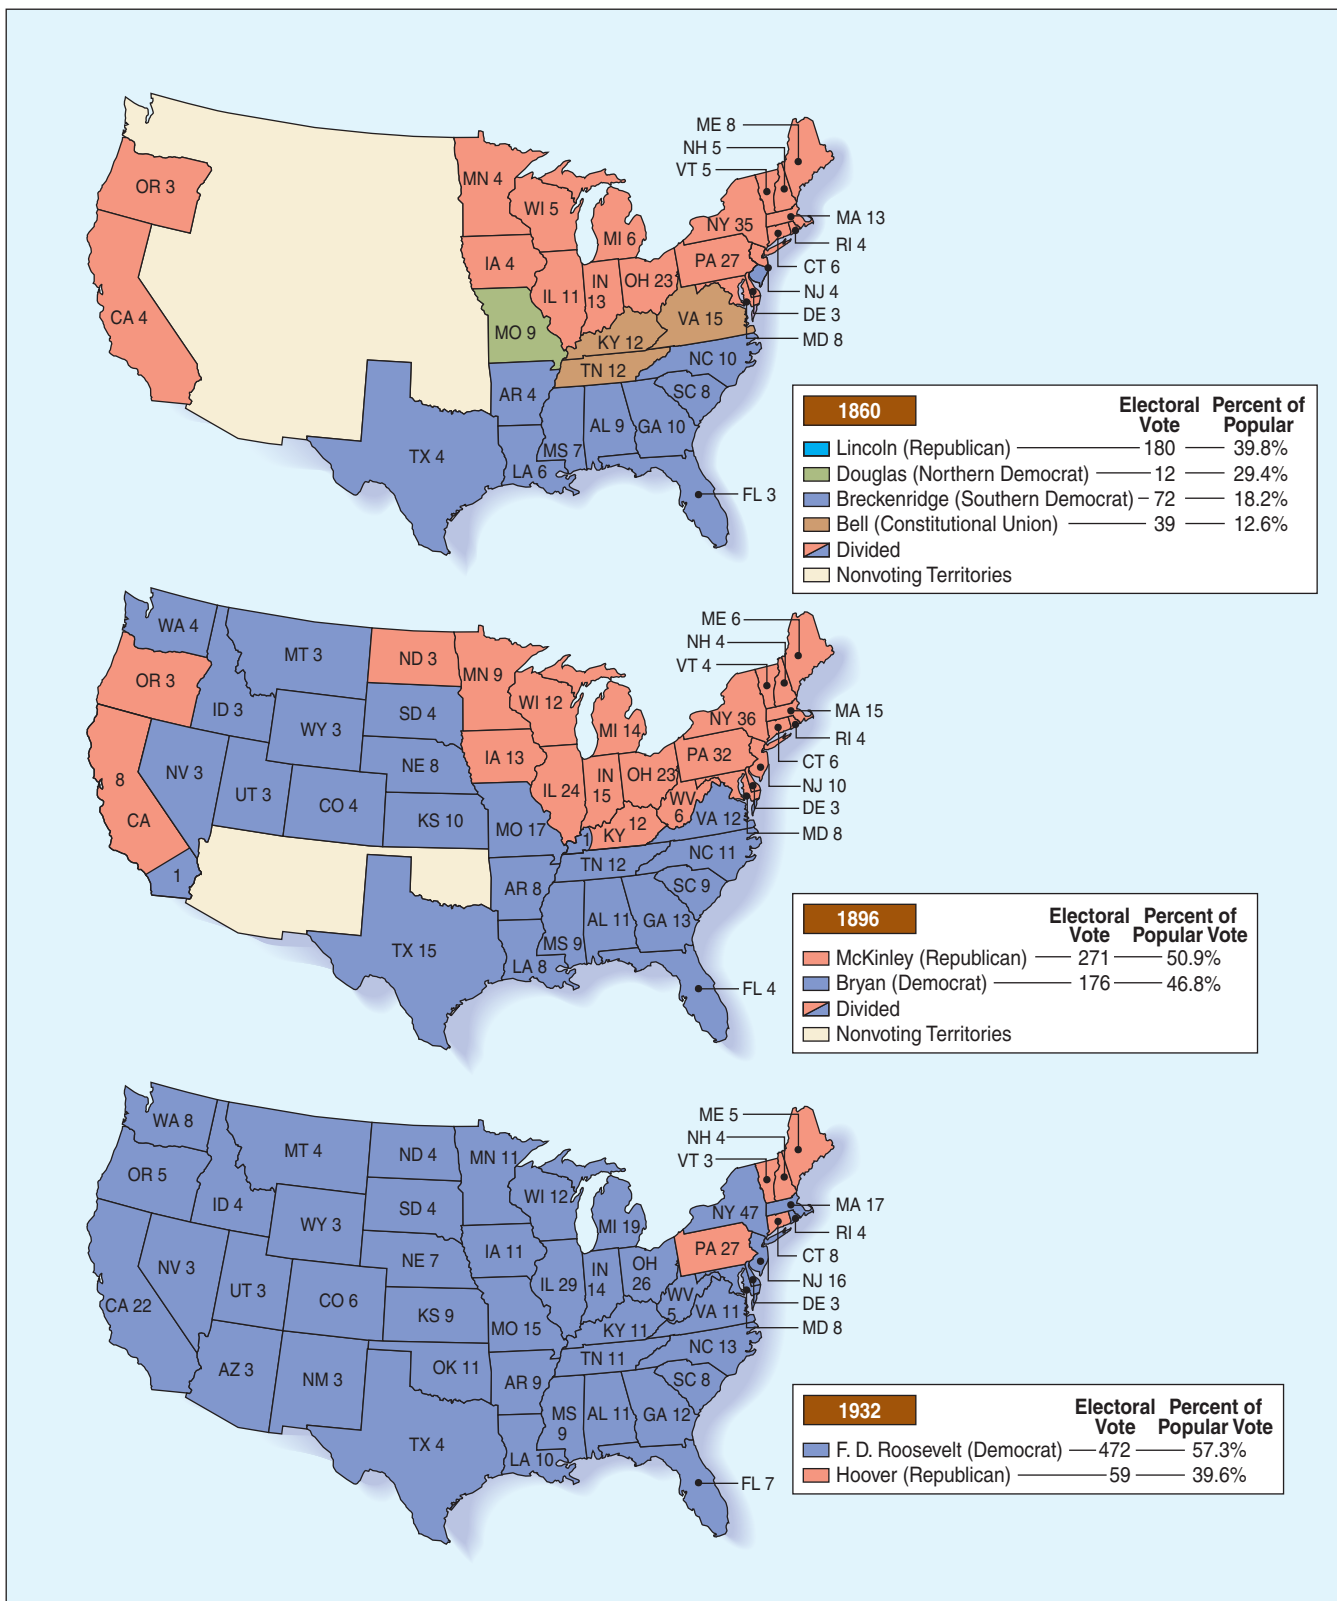 ME 8
NH 5
VT 5
OR 3
MN 4
WI 5
MI 6
NY 35
MA 13
RI 4
CT 6
NJ 4
DE 3
MD 8
IA 4
PA 27
OH 23
IN
13
IL 11
CA 4
MO 9
VA 15
KY 12
TN 12
NC 10
AR 4
SC 8
MS 7
AL 9
GA 10
TX 4
LA 6
FL 3
1860
Electoral Vote
Percent of Popular
Lincoln (Republican) 180 39.8%
Douglas (Northern Democrat) 12 29.4%
Breckenridge (Southern Democrat) 72 18.2%
Bell (Constitutional Union) 39 12.6%
Divided
Nonvoting Territories
ME 6
NH 4
VT 4
WA 4
MT 3
ND 3
MN 9
OR 3
ID 3
WY 3
SD 4
WI 12
MI 14
NY 36
MA 15
RI 4
CT 6
NJ 10
DE 3
MD 8
IA 13
PA 32
NE 8
NV 3
UT 3
CO 4
8
CA
1
IL 24
IN
15
OH 23
WV
6
VA 12
KY 12
1
KS 10
MO 17
TN 12
NC 11
AR 8
SC 9
MS 9
AL 11
GA 13
TX 15
LA 8
FL 4
1896
Electoral Vote
Percent of Popular Vote
McKinley (Republican) 271 50.9%
Bryan (Democrat) 176 46.8%
Divided
Nonvoting Territories
ME 5
NH 4
VT 3
WA 8
MT 4
ND 4
MN 11
OR 5
ID 4
WY 3
SD 4
WI 12
MI 19
NY 47
MA 17
RI 4
CT 8
NJ 16
DE 3
MD 8
IA 11
PA 27
NE 7
NV 3
UT 3
CO 6
CA 22
IL 29
IN
14
OH
26
WV
5
VA 11
KY 11
KS 9
MO 15
TN 11
NC 13
AZ 3
NM 3
OK 11
AR 9
SC 8
MS
9
AL 11
GA 12
TX 4
LA 10
FL 7
1932
Electoral Vote
Percent of Popular Vote
F. D. Roosevelt (Democrat) 472 57.3%
Hoover (Republican) 59 39.6%